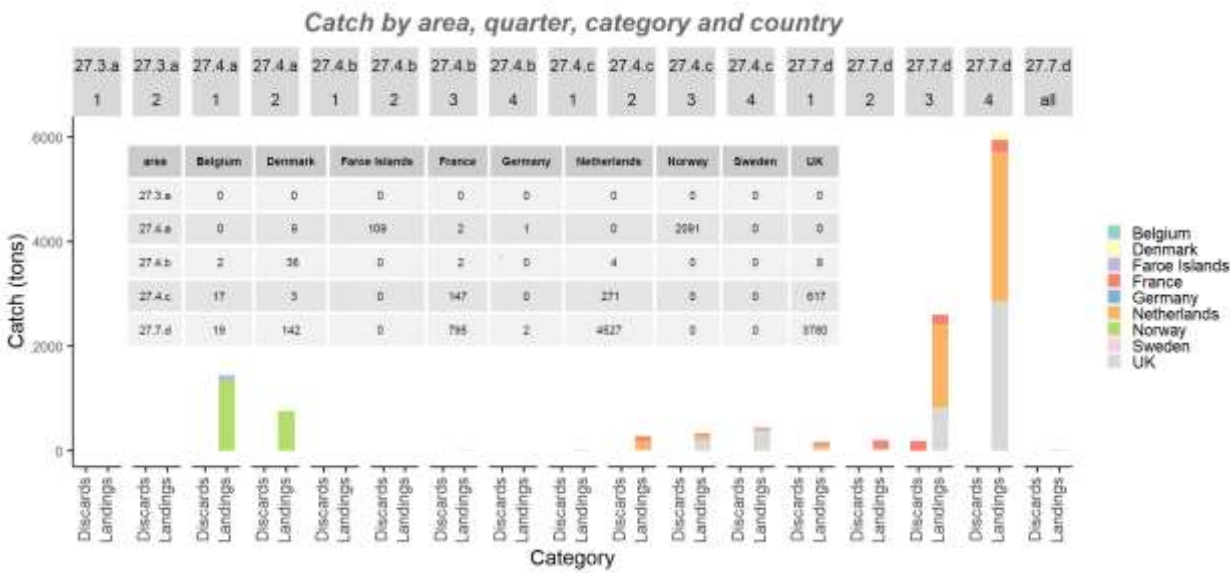 Catch by area, quarter, category and country
27.3.a 27.3.a 27.4.a 27.4.a 27.4.b 27.4.b 27.4.b 27.4.b 27.4.c 27.4.c 27.4.c 27.4.c 27.7.d 27.7.d 27.7.d 27.7.d 27.7.d
1 2 1 2 1 2 3 4 1 2 3 4 1 2 3 4 all
6000
4000
2000
0
Catch (tons)
area Belgium Denmark Faroe Islands France Germany Netherlands Norway Sweden UK
27.3.a 0 0 0 0 0 0 0 0 0
27.4.a 0 9 109 2 1 0 2091 0 0
27.4.b 2 36 0 2 0 4 0 0
27.4.c 17 3 0 147 0 271 0 0 617
27.7.d 19 142 0 2 4527 0 0
Belgium
Denmark
Faroe Islands
France
Germany
Netherlands
Norway
Sweden
UK
Discards Landings Discards Landings Discards Landings Discards Landings Discards Landings Discards Landings Discards Landings Discards Landings Discards Landings Discards Landings Discards Landings Discards Landings Discards Landings Discards Landings Discards Landings Discards Landings Discards Landings
Category